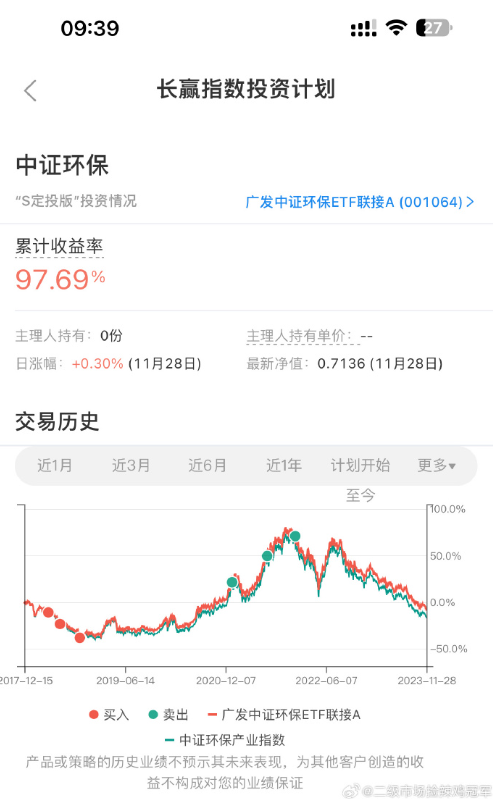 09:39
27
长赢指数投资计划
中证环保
“S定投版”投资情况
广发中证环保ETF联接A (001064)
累计收益率
97.69%
主理人持有：0份
主理人持有单价：--
日涨幅：+0.30% (11月28日)
最新净值：0.7136 (11月28日)
交易历史
近1月 近3月 近6月 近1年 计划开始 更多▾
至今
100.0%
50.0%
0.0%
-50.0%
2017-12-15 2019-06-14 2020-12-07 2022-06-07 2023-11-28
买入 卖出 广发中证环保ETF联接A
中证环保产业指数
产品或策略的历史业绩不预示其未来表现，为其他客户创造的收
益不构成对您的业绩保证